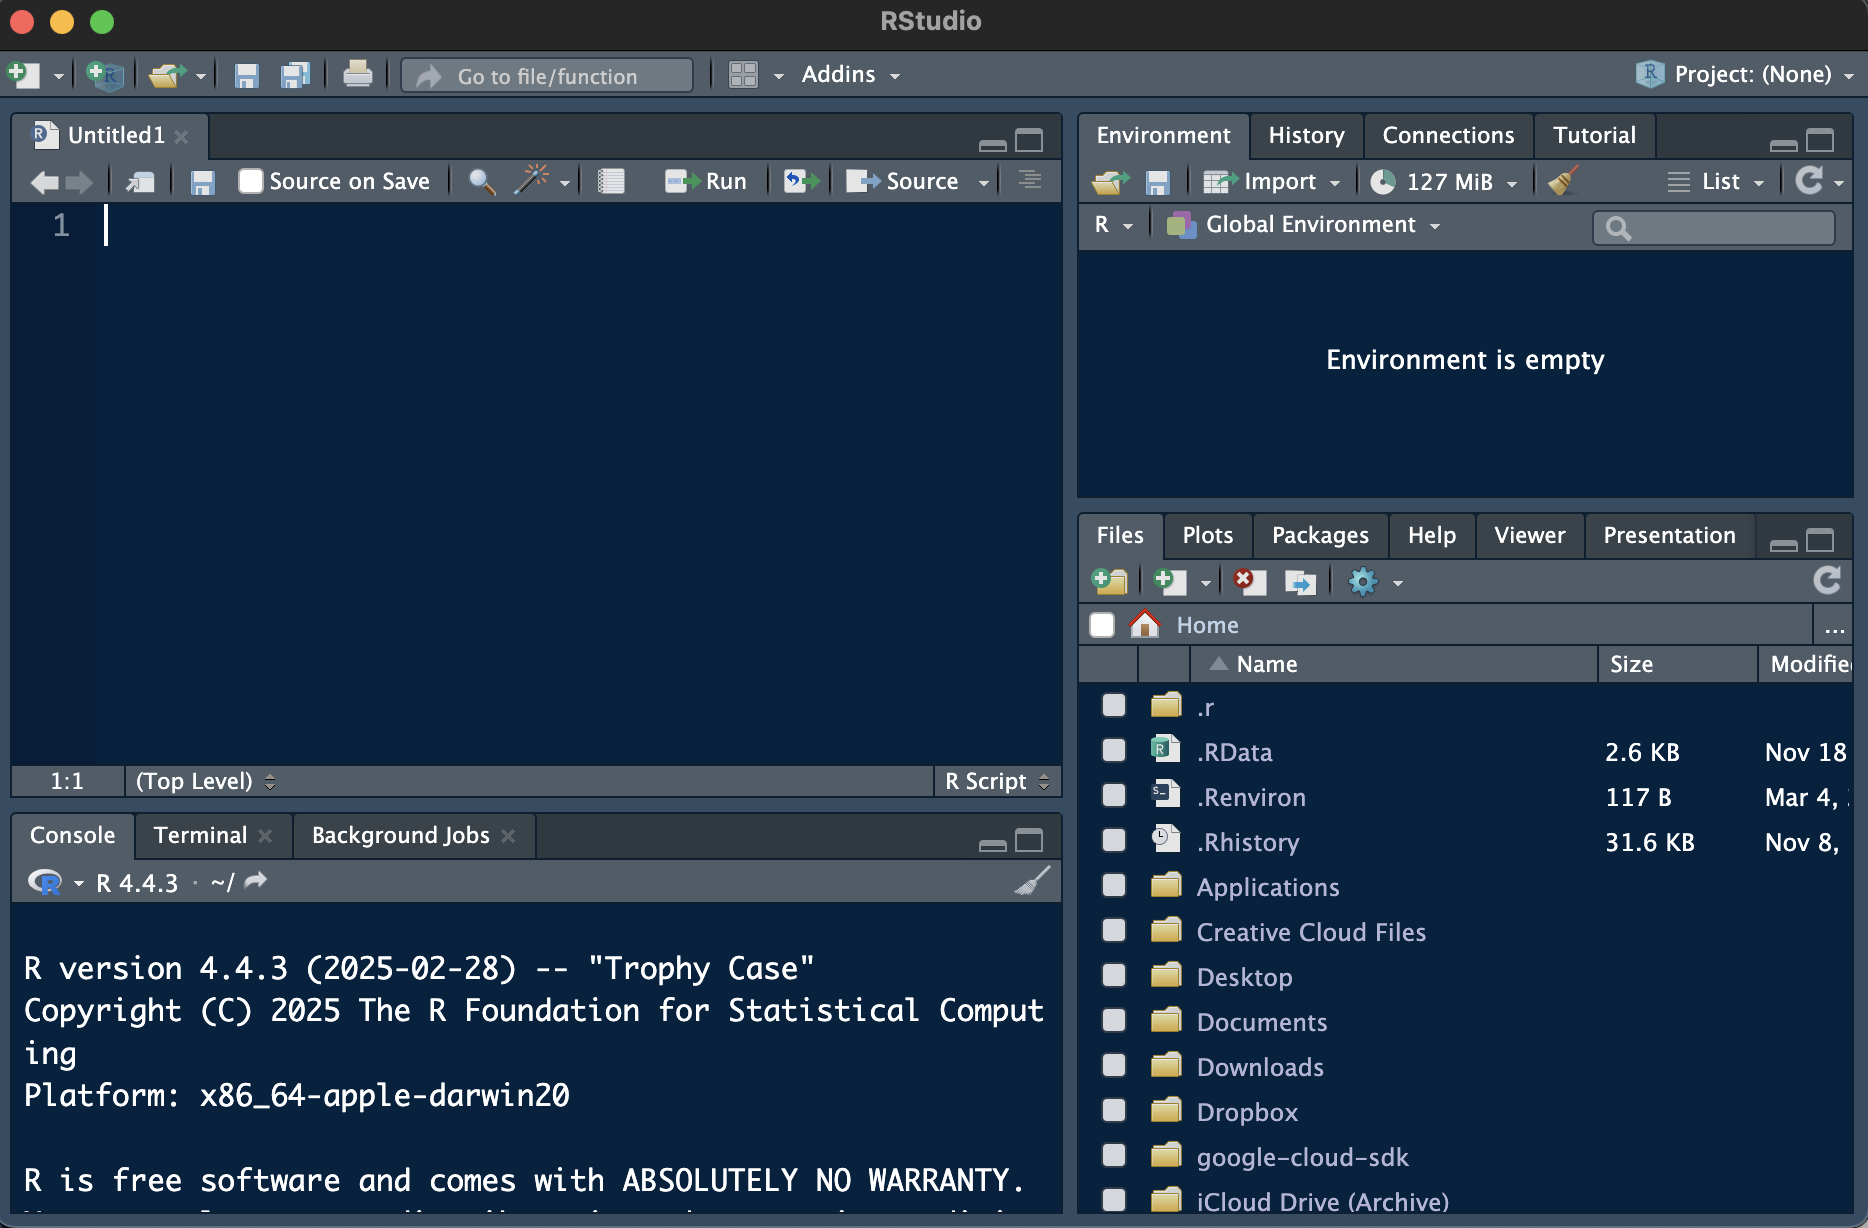 RStudio
Go to file/function Addins Project: (None)
Untitled1
Source on Save Run Source
1
1:1 (Top Level) R Script
Console Terminal Background Jobs
R 4.4.3 · ~/
R version 4.4.3 (2025-02-28) -- "Trophy Case"
Copyright (C) 2025 The R Foundation for Statistical Comput
ing
Platform: x86_64-apple-darwin20
R is free software and comes with ABSOLUTELY NO WARRANTY.
Environment History Connections Tutorial
Import 127 MiB List
R Global Environment
Environment is empty
Files Plots Packages Help Viewer Presentation
Home ...
Name Size Modifie
.r
.RData 2.6 KB Nov 18
.Renviron 117 B Mar 4,
.Rhistory 31.6 KB Nov 8,
Applications
Creative Cloud Files
Desktop
Documents
Downloads
Dropbox
google-cloud-sdk
iCloud Drive (Archive)